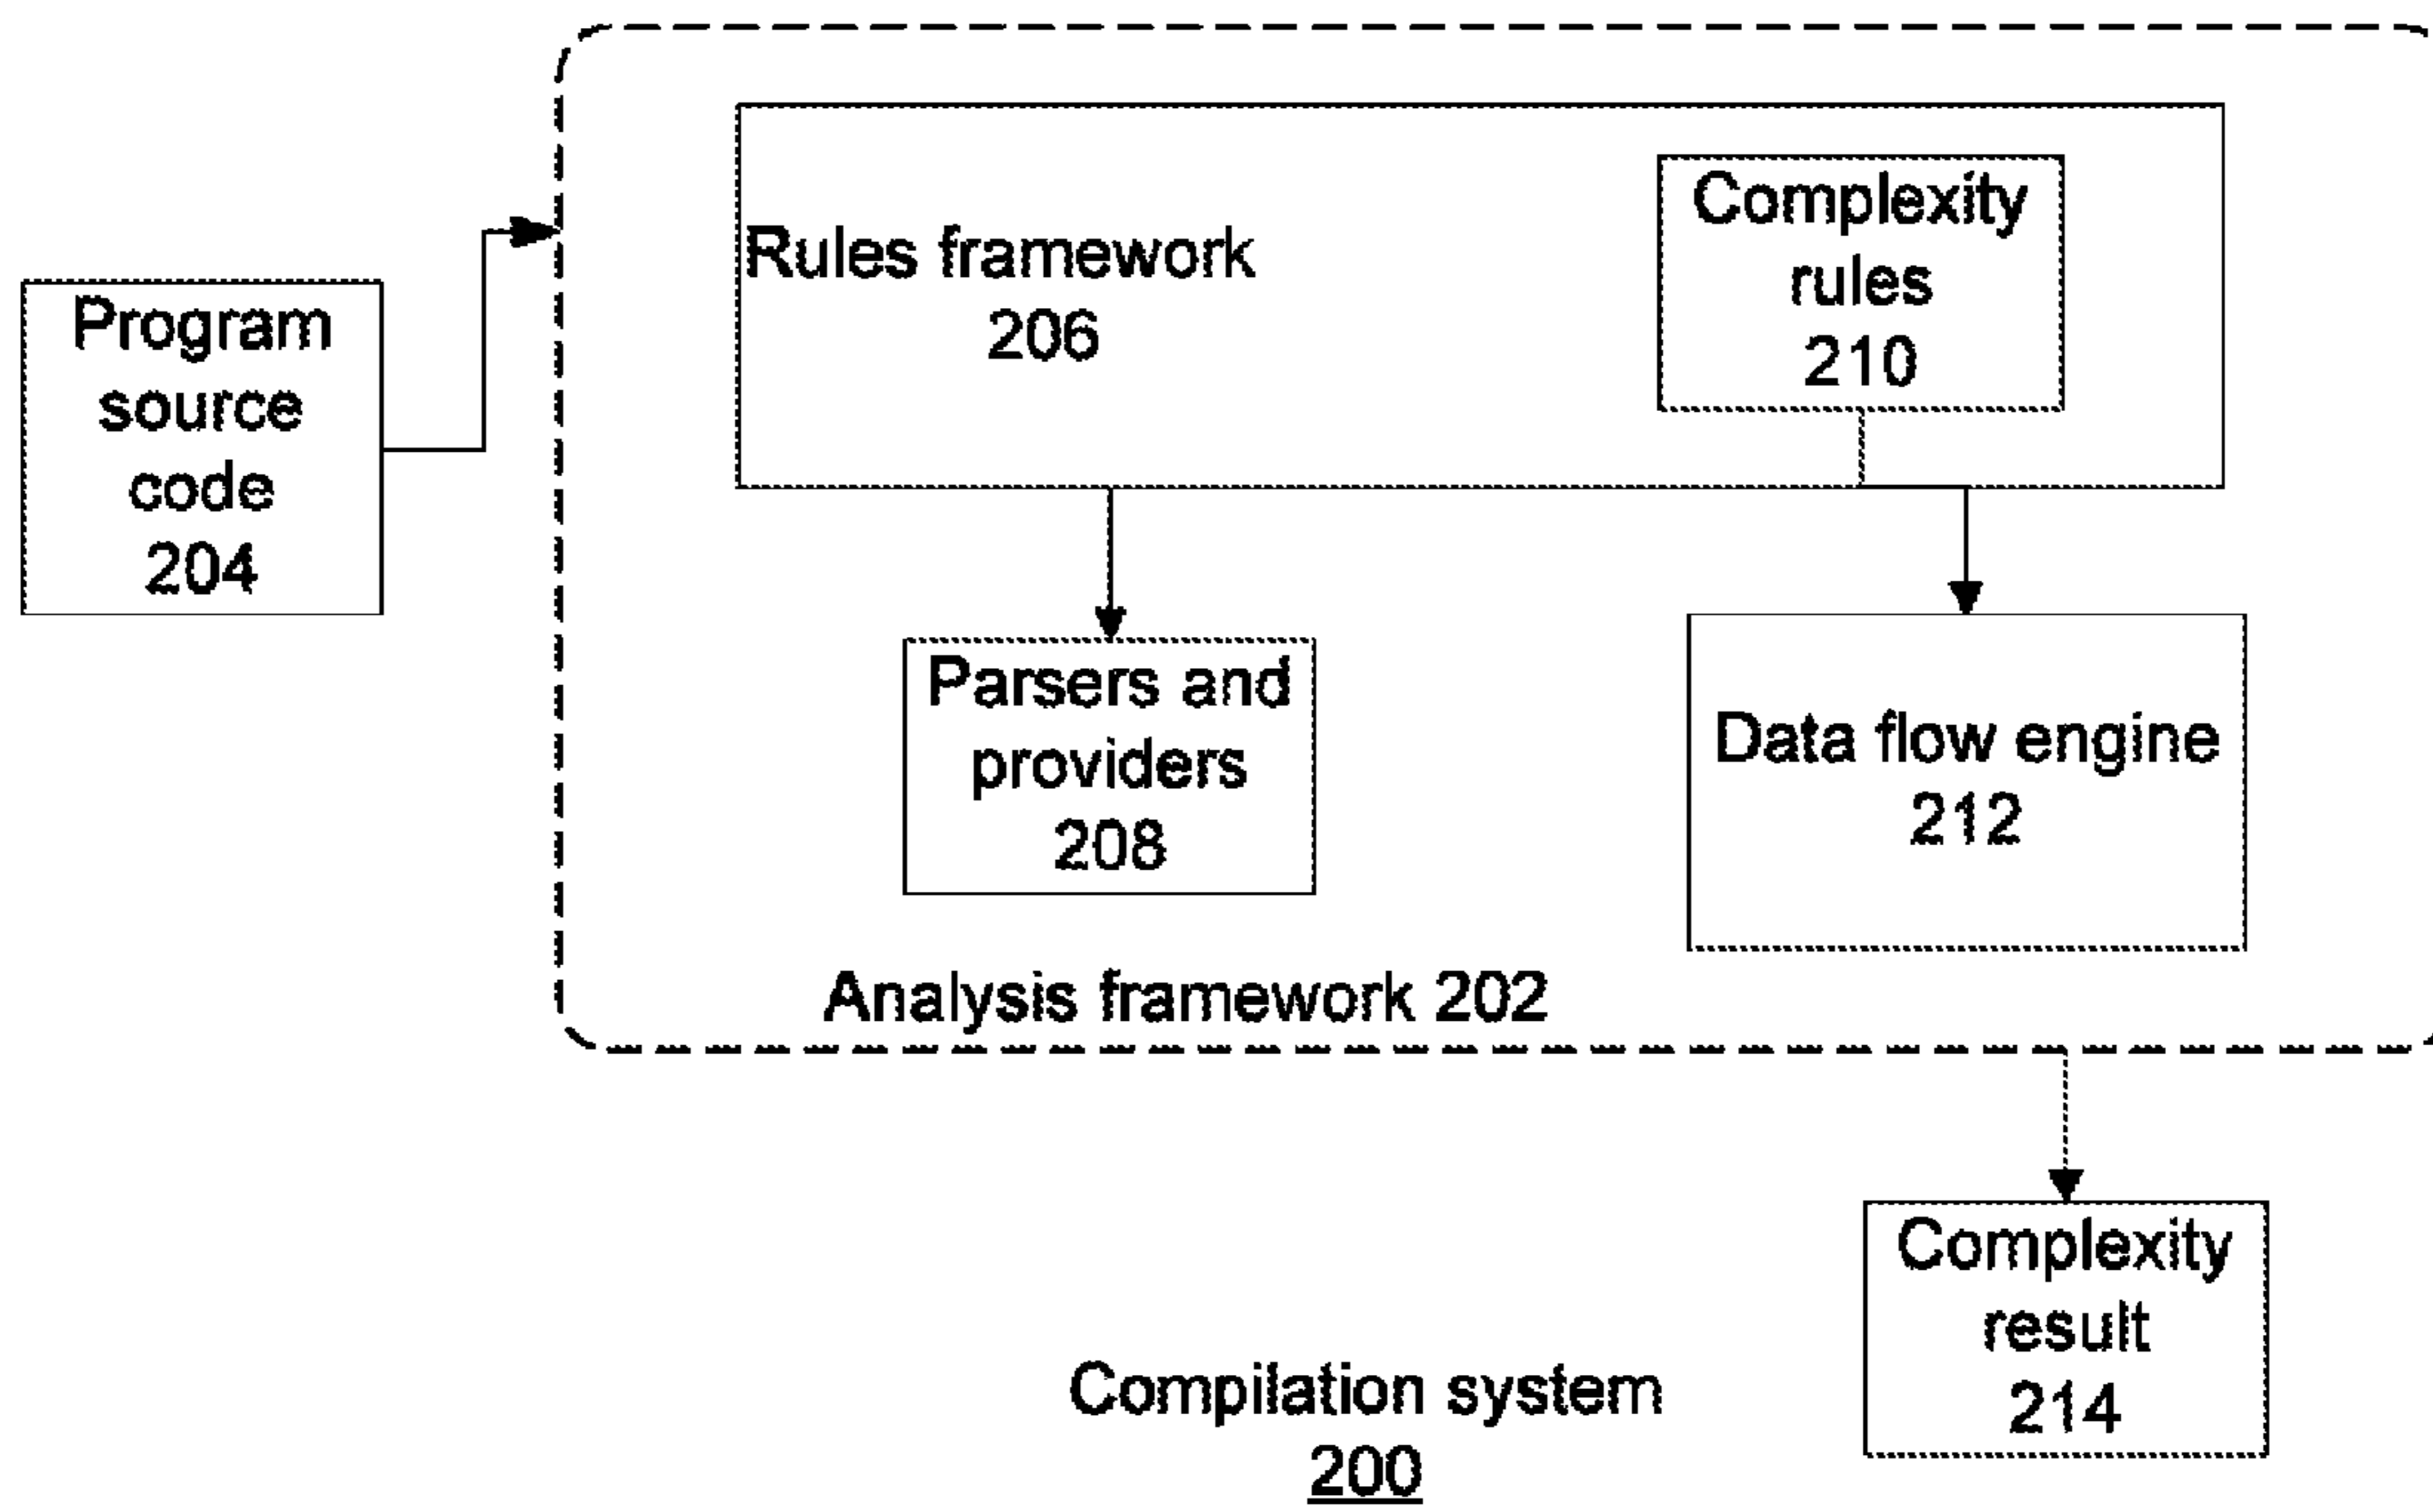 Program
source
code
204
Rules framework
206
Complexity
rules
210
Parsers and
providers
208
Data flow engine
212
Analysis framework 202
Complexity
result
214
Compilation system
200